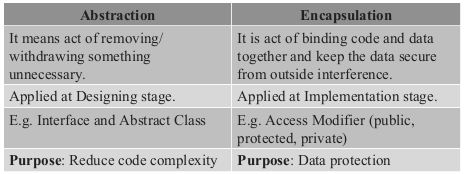 Abstraction
Encapsulation
It means act of removing/
withdrawing something
unnecessary.
It is act of binding code and data
together and keep the data secure
from outside interference.
Applied at Designing stage.
Applied at Implementation stage.
E.g. Interface and Abstract Class
E.g. Access Modifier (public,
protected, private)
Purpose: Reduce code complexity
Purpose: Data protection